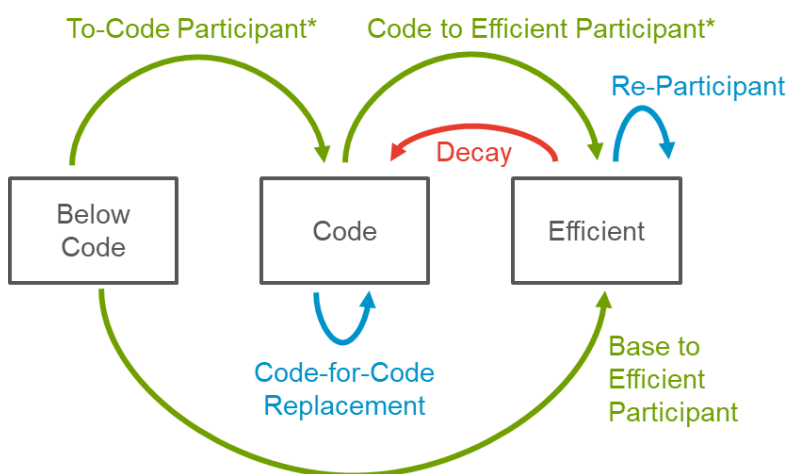 To-Code Participant*
Code to Efficient Participant*
Re-Participant
Decay
Below
Code
Code
Efficient
Code-for-Code
Replacement
Base to
Efficient
Participant